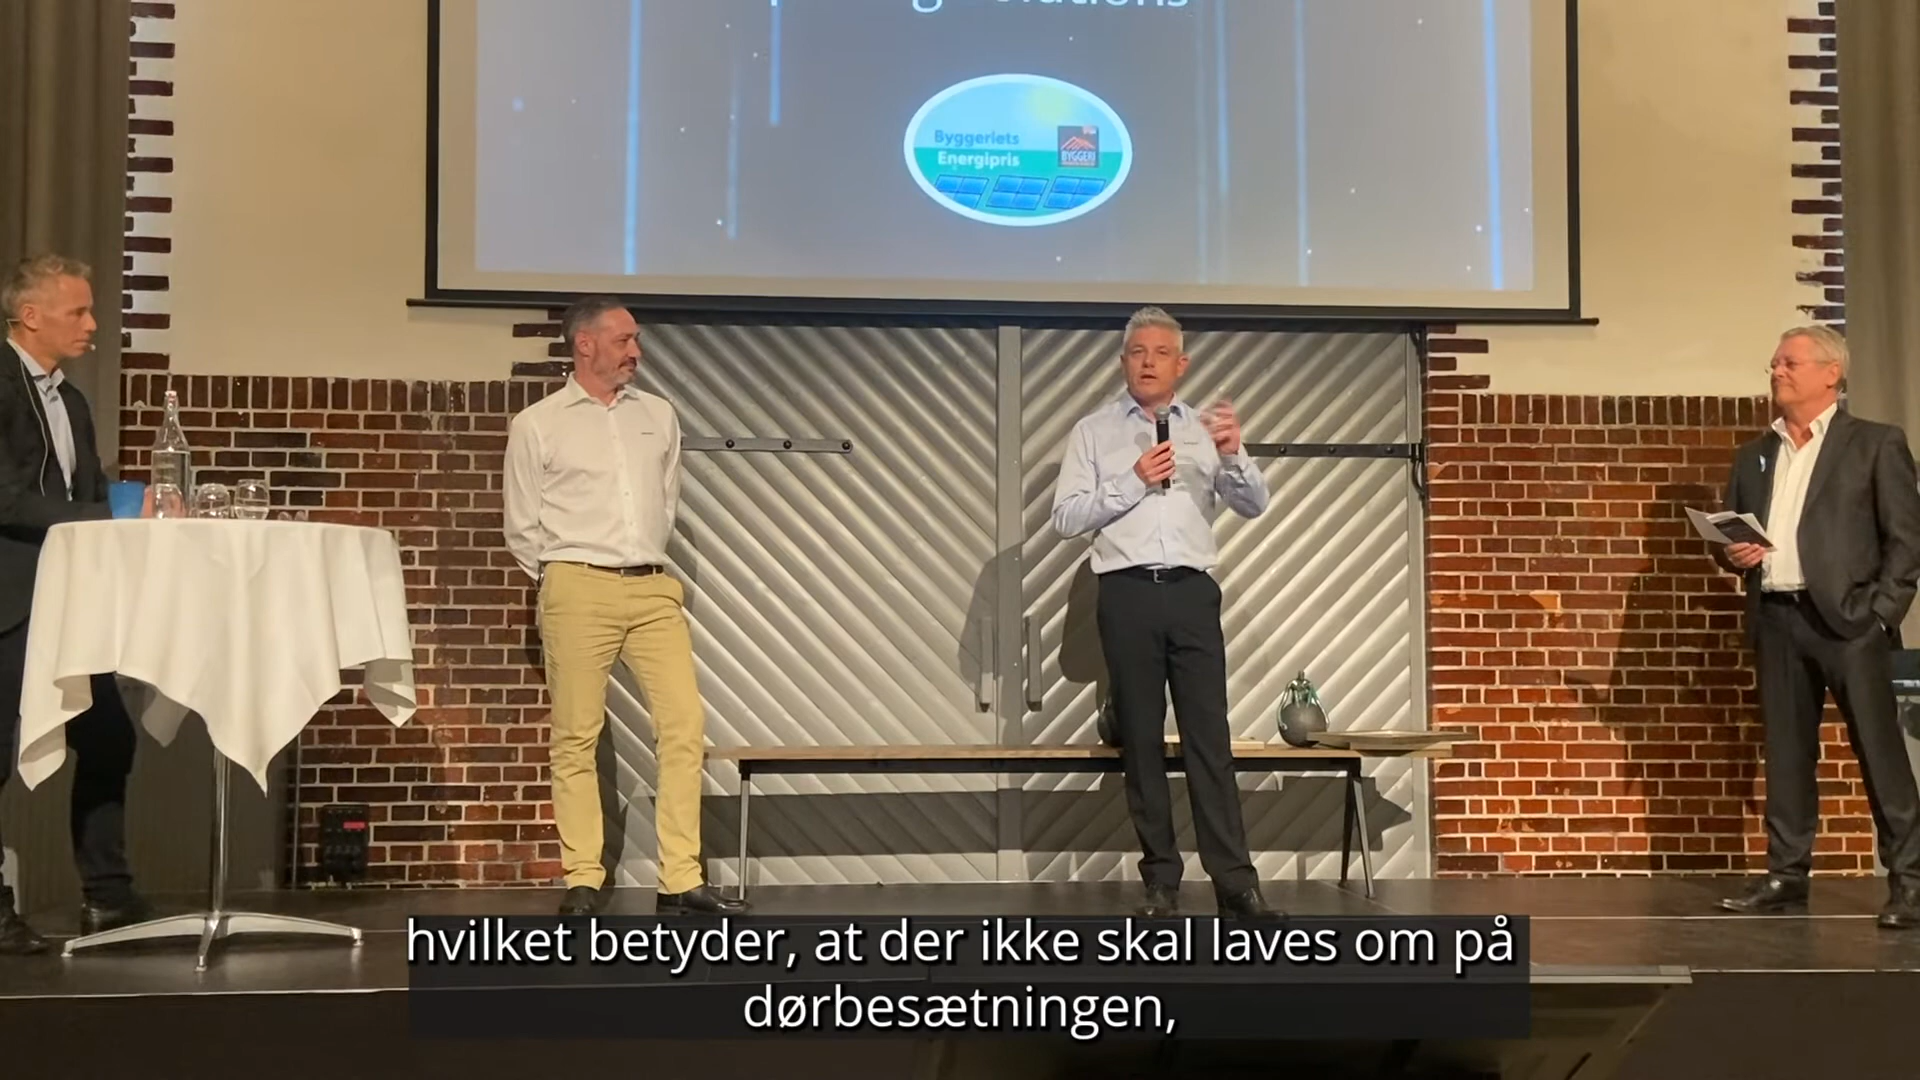 Byggeriets
Energipris
BYGGERI
hvilket betyder, at der ikke skal laves om på
dørbesætningen,